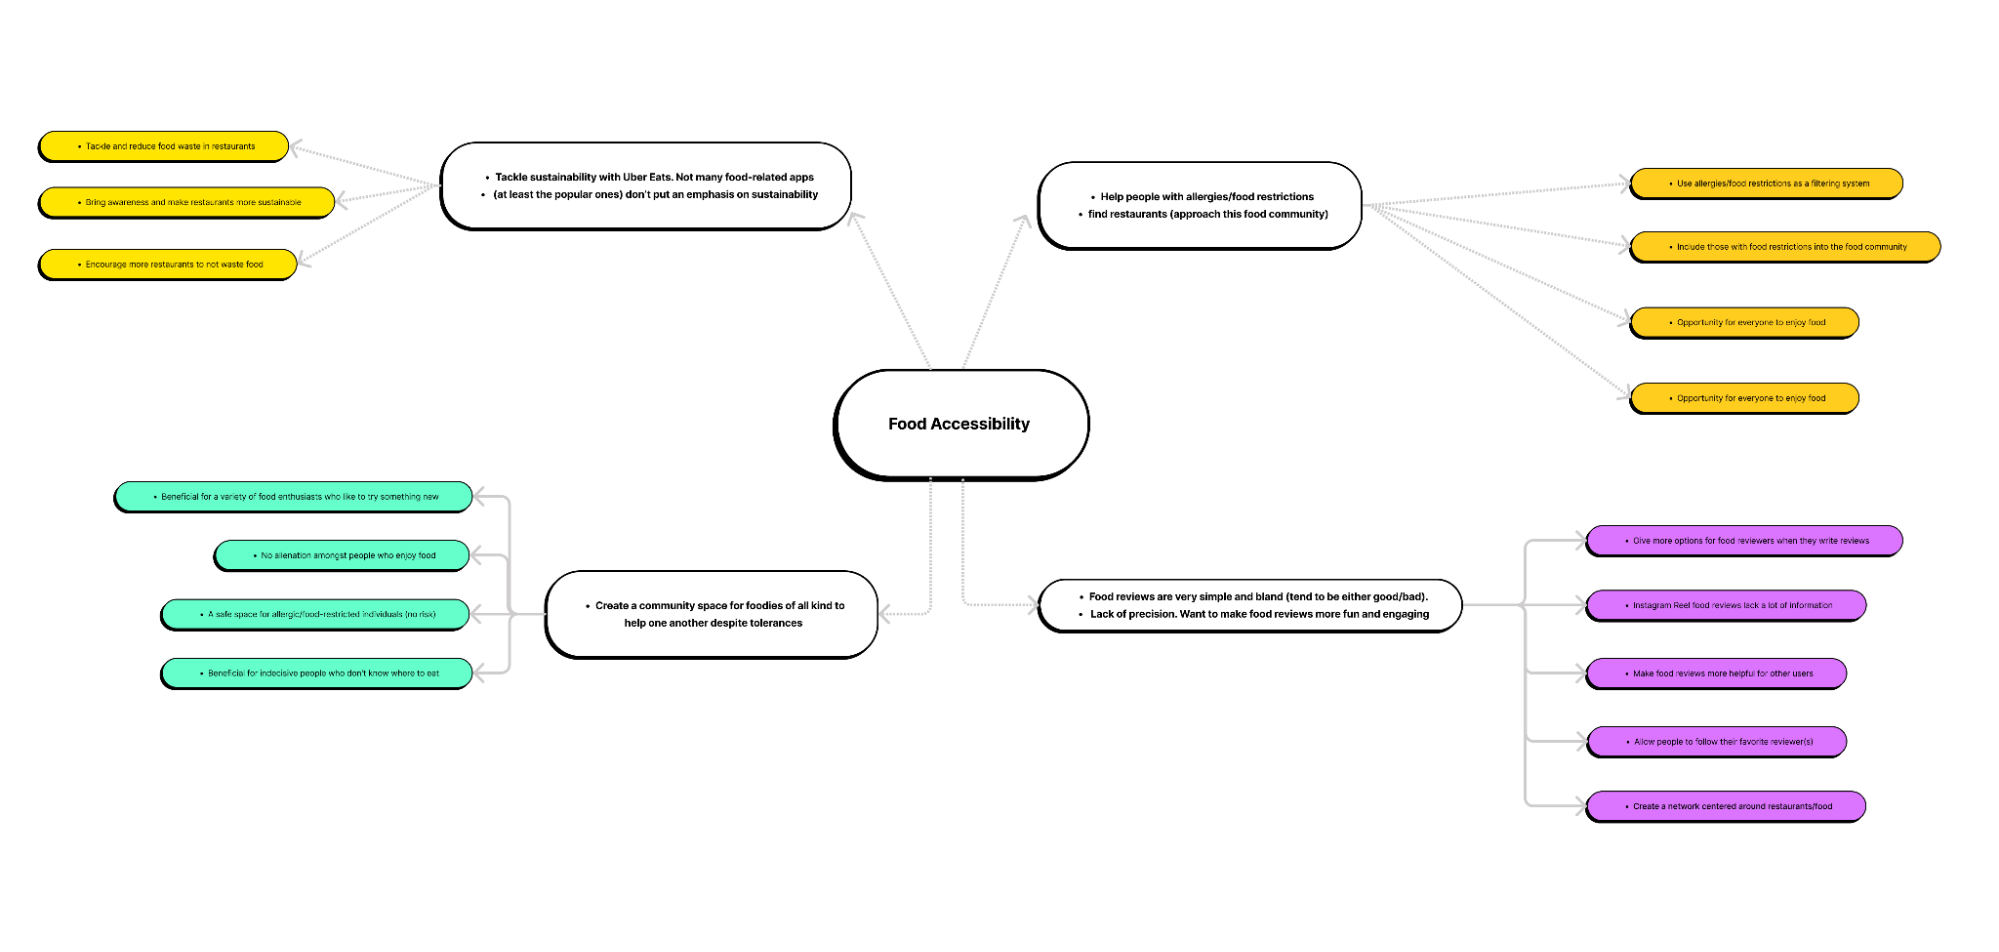 • Tackle and reduce food waste in restaurants
• Bring awareness and make restaurants more sustainable
• Encourage more restaurants to not waste food
• Tackle sustainability with Uber Eats. Not many food-related apps
• (at least the popular ones) don't put an emphasis on sustainability
• Help people with allergies/food restrictions
• find restaurants (approach this food community)
• Use allergies/food restrictions as a filtering system
• Include those with food restrictions into the food community
• Opportunity for everyone to enjoy food
• Opportunity for everyone to enjoy food
Food Accessibility
• Beneficial for a variety of food enthusiasts who like to try something new
• No alienation amongst people who enjoy food
• A safe space for allergic/food-restricted individuals (no risk)
• Beneficial for indecisive people who don't know where to eat
• Create a community space for foodies of all kind to
help one another despite tolerances
• Food reviews are very simple and bland (tend to be either good/bad).
• Lack of precision. Want to make food reviews more fun and engaging
• Give more options for food reviewers when they write reviews
• Instagram Reel food reviews lack a lot of information
• Make food reviews more helpful for other users
• Allow people to follow their favorite reviewer(s)
• Create a network centered around restaurants/food